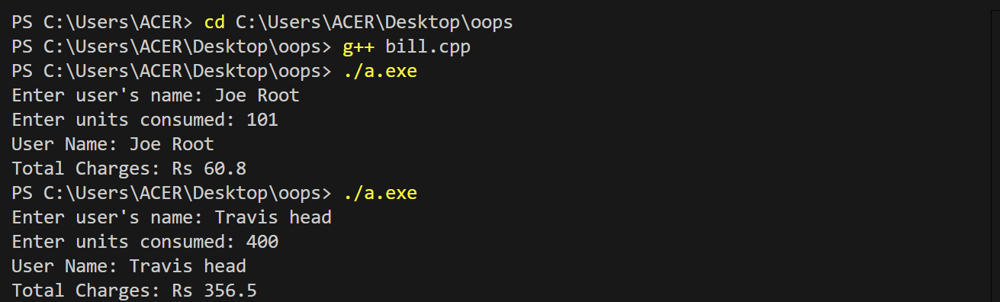 PS C:\Users\ACER> cd C:\Users\ACER\Desktop\oops
PS C:\Users\ACER\Desktop\oops> g++ bill.cpp
PS C:\Users\ACER\Desktop\oops> ./a.exe
Enter user's name: Joe Root
Enter units consumed: 101
User Name: Joe Root
Total Charges: Rs 60.8
PS C:\Users\ACER\Desktop\oops> ./a.exe
Enter user's name: Travis head
Enter units consumed: 400
User Name: Travis head
Total Charges: Rs 356.5